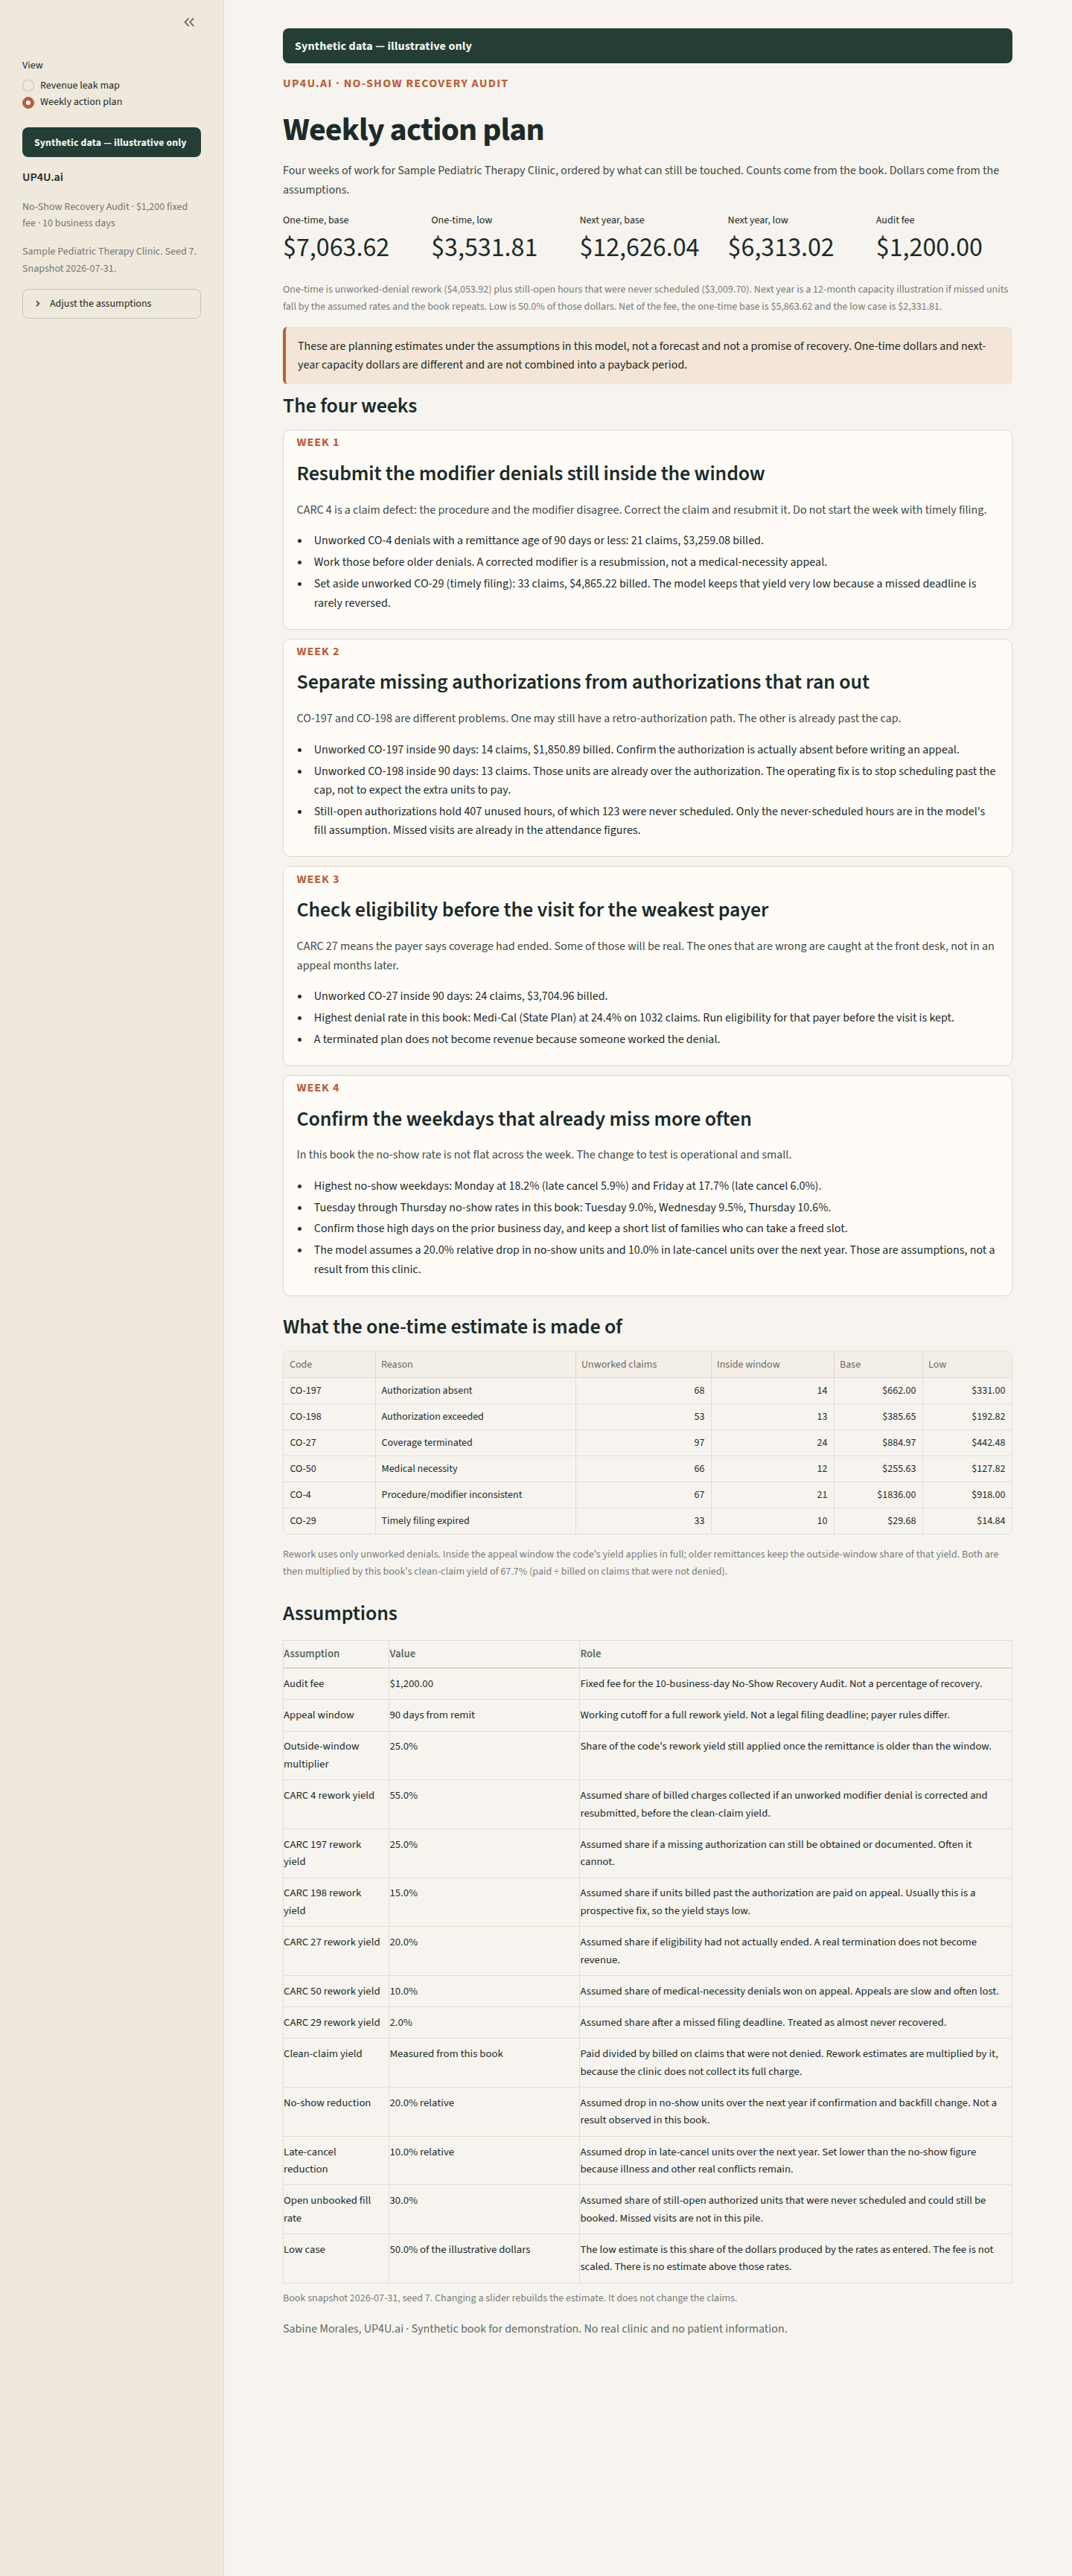 View
Revenue leak map
Weekly action plan
Synthetic data — illustrative only
UP4U.ai
No-Show Recovery Audit · $1,200 fixed
fee · 10 business days
Sample Pediatric Therapy Clinic. Seed 7.
Snapshot 2026-07-31.
Adjust the assumptions
Synthetic data — illustrative only
UP4U.AI · NO-SHOW RECOVERY AUDIT
Weekly action plan
Four weeks of work for Sample Pediatric Therapy Clinic, ordered by what can still be touched. Counts come from the book. Dollars come from the
assumptions.
One-time, base One-time, low Next year, base Next year, low Audit fee
$7,063.62 $3,531.81 $12,626.04 $6,313.02 $1,200.00
One-time is unworked-denial rework ($4,053.92) plus still-open hours that were never scheduled ($3,009.70). Next year is a 12-month capacity illustration if missed units
fall by the assumed rates and the book repeats. Low is 50.0% of those dollars. Net of the fee, the one-time base is $5,863.62 and the low case is $2,331.81.
These are planning estimates under the assumptions in this model, not a forecast and not a promise of recovery. One-time dollars and next-
year capacity dollars are different and are not combined into a payback period.
The four weeks
WEEK 1
Resubmit the modifier denials still inside the window
CARC 4 is a claim defect: the procedure and the modifier disagree. Correct the claim and resubmit it. Do not start the week with timely filing.
• Unworked CO-4 denials with a remittance age of 90 days or less: 21 claims, $3,259.08 billed.
• Work those before older denials. A corrected modifier is a resubmission, not a medical-necessity appeal.
• Set aside unworked CO-29 (timely filing): 33 claims, $4,865.22 billed. The model keeps that yield very low because a missed deadline is
rarely reversed.
WEEK 2
Separate missing authorizations from authorizations that ran out
CO-197 and CO-198 are different problems. One may still have a retro-authorization path. The other is already past the cap.
• Unworked CO-197 inside 90 days: 14 claims, $1,850.89 billed. Confirm the authorization is actually absent before writing an appeal.
• Unworked CO-198 inside 90 days: 13 claims. Those units are already over the authorization. The operating fix is to stop scheduling past the
cap, not to expect the extra units to pay.
• Still-open authorizations hold 407 unused hours, of which 123 were never scheduled. Only the never-scheduled hours are in the model's
fill assumption. Missed visits are already in the attendance figures.
WEEK 3
Check eligibility before the visit for the weakest payer
CARC 27 means the payer says coverage had ended. Some of those will be real. The ones that are wrong are caught at the front desk, not in an
appeal months later.
• Unworked CO-27 inside 90 days: 24 claims, $3,704.96 billed.
• Highest denial rate in this book: Medi-Cal (State Plan) at 24.4% on 1032 claims. Run eligibility for that payer before the visit is kept.
• A terminated plan does not become revenue because someone worked the denial.
WEEK 4
Confirm the weekdays that already miss more often
In this book the no-show rate is not flat across the week. The change to test is operational and small.
• Highest no-show weekdays: Monday at 18.2% (late cancel 5.9%) and Friday at 17.7% (late cancel 6.0%).
• Tuesday through Thursday no-show rates in this book: Tuesday 9.0%, Wednesday 9.5%, Thursday 10.6%.
• Confirm those high days on the prior business day, and keep a short list of families who can take a freed slot.
• The model assumes a 20.0% relative drop in no-show units and 10.0% in late-cancel units over the next year. Those are assumptions, not a
result from this clinic.
What the one-time estimate is made of
Code Reason Unworked claims Inside window Base Low
CO-197 Authorization absent 68 14 $662.00 $331.00
CO-198 Authorization exceeded 53 13 $385.65 $192.82
CO-27 Coverage terminated 97 24 $884.97 $442.48
CO-50 Medical necessity 66 12 $255.63 $127.82
CO-4 Procedure/modifier inconsistent 67 21 $1836.00 $918.00
CO-29 Timely filing expired 33 10 $29.68 $14.84
Rework uses only unworked denials. Inside the appeal window the code's yield applies in full; older remittances keep the outside-window share of that yield. Both are
then multiplied by this book's clean-claim yield of 67.7% (paid ÷ billed on claims that were not denied).
Assumptions
Assumption Value Role
Audit fee $1,200.00 Fixed fee for the 10-business-day No-Show Recovery Audit. Not a percentage of recovery.
Appeal window 90 days from remit Working cutoff for a full rework yield. Not a legal filing deadline; payer rules differ.
Outside-window
multiplier 25.0% Share of the code's rework yield still applied once the remittance is older than the window.
CARC 4 rework yield 55.0% Assumed share of billed charges collected if an unworked modifier denial is corrected and
resubmitted, before the clean-claim yield.
CARC 197 rework
yield 25.0% Assumed share if a missing authorization can still be obtained or documented. Often it
cannot.
CARC 198 rework
yield 15.0% Assumed share if units billed past the authorization are paid on appeal. Usually this is a
prospective fix, so the yield stays low.
CARC 27 rework yield 20.0% Assumed share if eligibility had not actually ended. A real termination does not become
revenue.
CARC 50 rework yield 10.0% Assumed share of medical-necessity denials won on appeal. Appeals are slow and often lost.
CARC 29 rework yield 2.0% Assumed share after a missed filing deadline. Treated as almost never recovered.
Clean-claim yield Measured from this book Paid divided by billed on claims that were not denied. Rework estimates are multiplied by it,
because the clinic does not collect its full charge.
No-show reduction 20.0% relative Assumed drop in no-show units over the next year if confirmation and backfill change. Not a
result observed in this book.
Late-cancel
reduction 10.0% relative Assumed drop in late-cancel units over the next year. Set lower than the no-show figure
because illness and other real conflicts remain.
Open unbooked fill
rate 30.0% Assumed share of still-open authorized units that were never scheduled and could still be
booked. Missed visits are not in this pile.
Low case 50.0% of the illustrative dollars The low estimate is this share of the dollars produced by the rates as entered. The fee is not
scaled. There is no estimate above those rates.
Book snapshot 2026-07-31, seed 7. Changing a slider rebuilds the estimate. It does not change the claims.
Sabine Morales, UP4U.ai · Synthetic book for demonstration. No real clinic and no patient information.